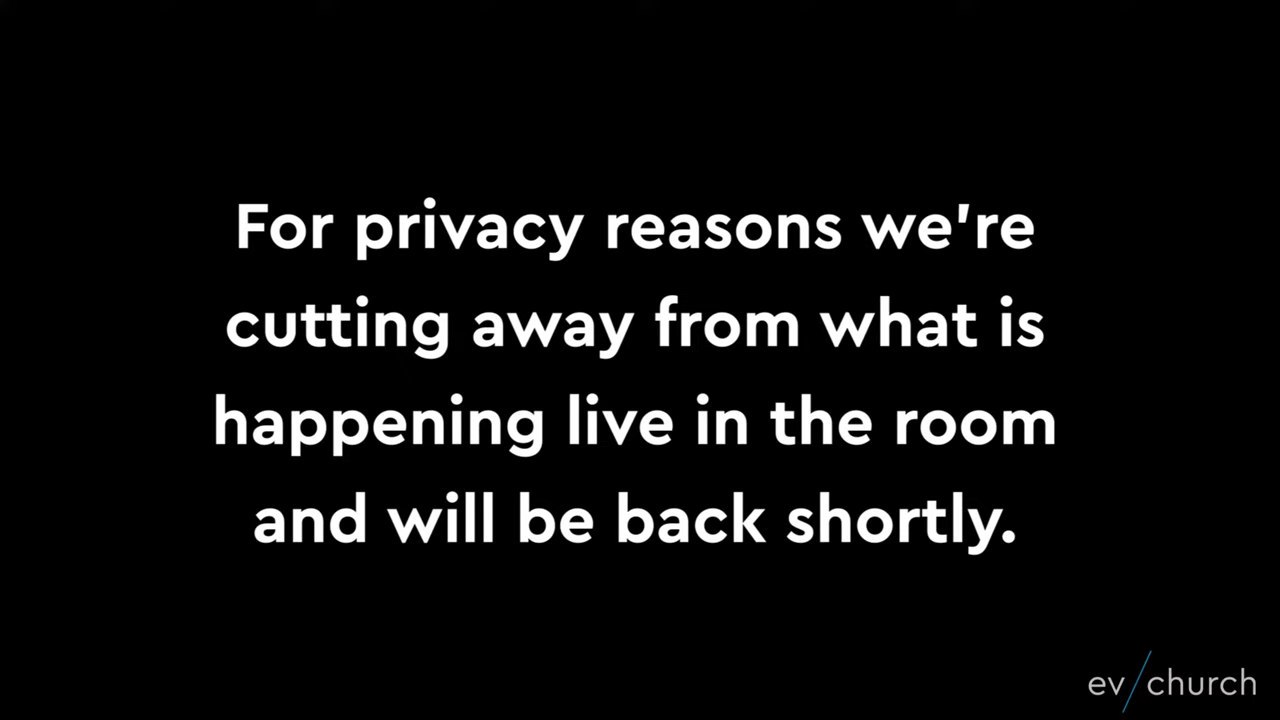 For privacy reasons we're
cutting away from what is
happening live in the room
and will be back shortly.
ev/church